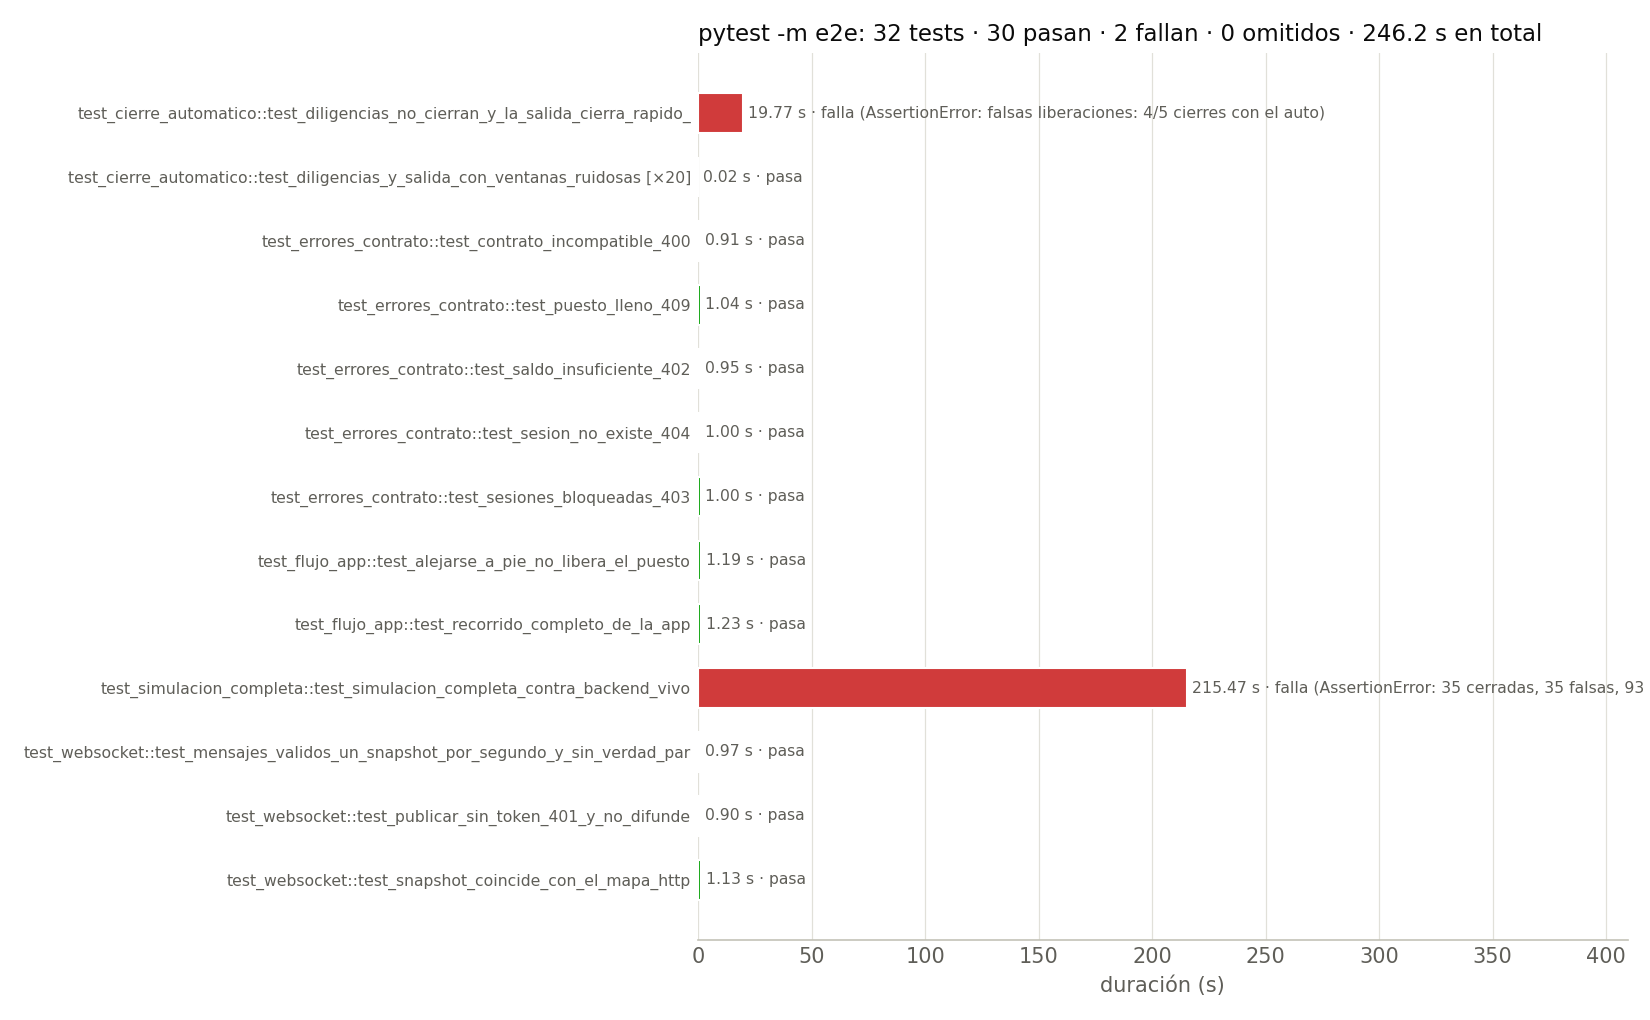 pytest -m e2e: 32 tests · 30 pasan · 2 fallan · 0 omitidos · 246.2 s en total
test_cierre_automatico::test_diligencias_no_cierran_y_la_salida_cierra_rapido_ 19.77 s · falla (AssertionError: falsas liberaciones: 4/5 cierres con el auto)
test_cierre_automatico::test_diligencias_y_salida_con_ventanas_ruidosas [×20] 0.02 s · pasa
test_errores_contrato::test_contrato_incompatible_400 0.91 s · pasa
test_errores_contrato::test_puesto_lleno_409 1.04 s · pasa
test_errores_contrato::test_saldo_insuficiente_402 0.95 s · pasa
test_errores_contrato::test_sesion_no_existe_404 1.00 s · pasa
test_errores_contrato::test_sesiones_bloqueadas_403 1.00 s · pasa
test_flujo_app::test_alejarse_a_pie_no_libera_el_puesto 1.19 s · pasa
test_flujo_app::test_recorrido_completo_de_la_app 1.23 s · pasa
test_simulacion_completa::test_simulacion_completa_contra_backend_vivo 215.47 s · falla (AssertionError: 35 cerradas, 35 falsas, 93
test_websocket::test_mensajes_validos_un_snapshot_por_segundo_y_sin_verdad_par 0.97 s · pasa
test_websocket::test_publicar_sin_token_401_y_no_difunde 0.90 s · pasa
test_websocket::test_snapshot_coincide_con_el_mapa_http 1.13 s · pasa
0 50 100 150 200 250 300 350 400
duración (s)